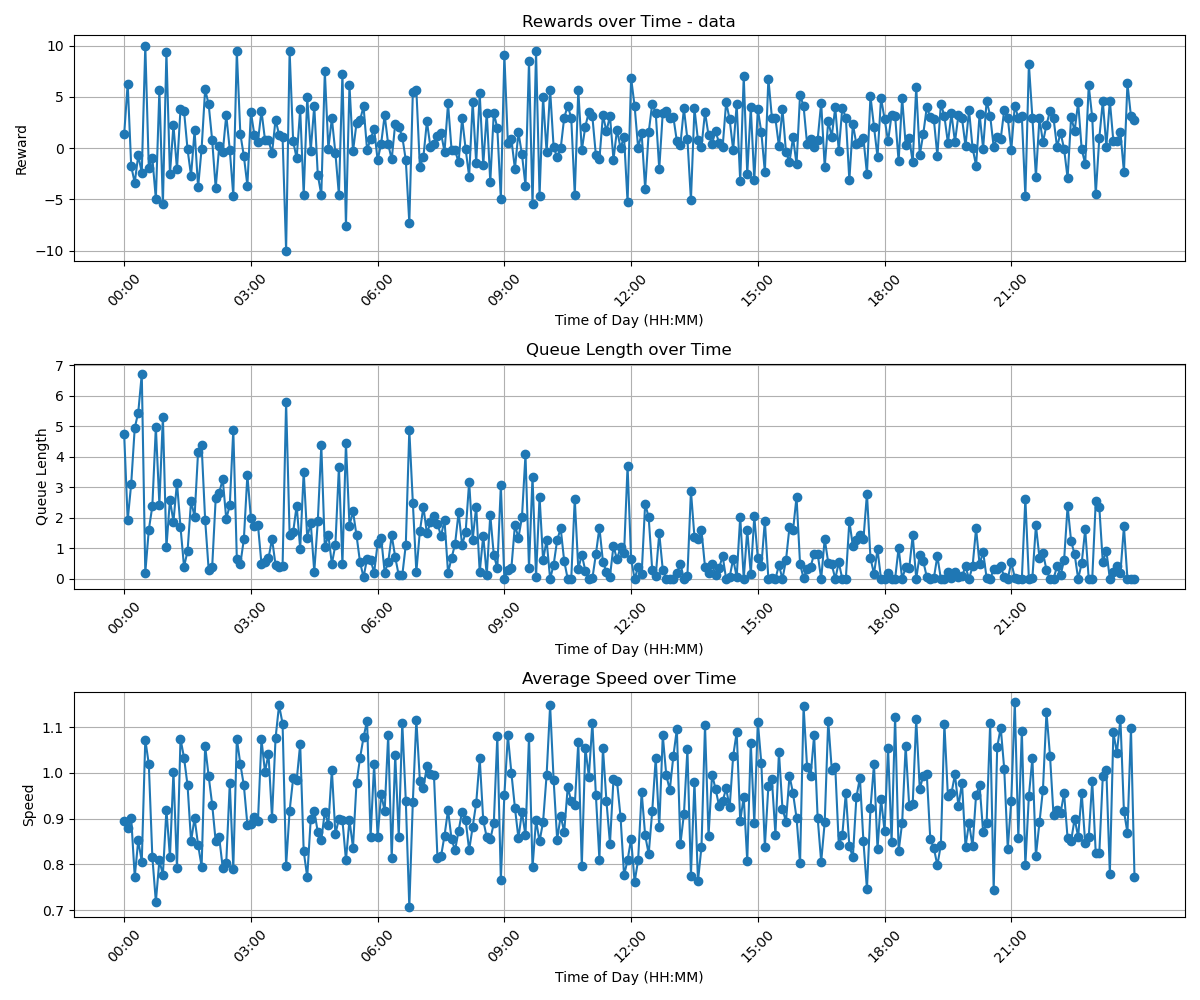 Rewards over Time - data
Reward
10
5
0
−5
−10
00:00 03:00 06:00 09:00 12:00 15:00 18:00 21:00
Time of Day (HH:MM)
Queue Length over Time
Queue Length
7
6
5
4
3
2
1
0
00:00 03:00 06:00 09:00 12:00 15:00 18:00 21:00
Time of Day (HH:MM)
Average Speed over Time
Speed
1.1
1.0
0.9
0.8
0.7
00:00 03:00 06:00 09:00 12:00 15:00 18:00 21:00
Time of Day (HH:MM)